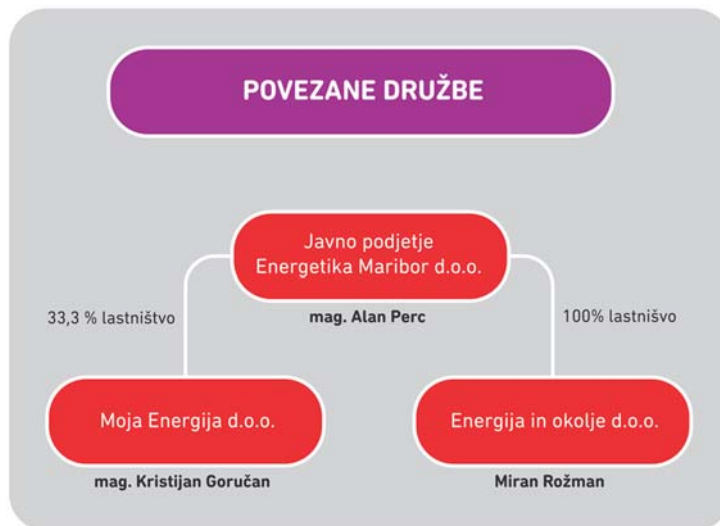 POVEZANE DRUŽBE
Javno podjetje
Energetika Maribor d.o.o.
mag. Alan Perc
33,3 % lastništvo
100% lastnišvo
Moja Energija d.o.o.
Energija in okolje d.o.o.
mag. Kristijan Goručan
Miran Rožman